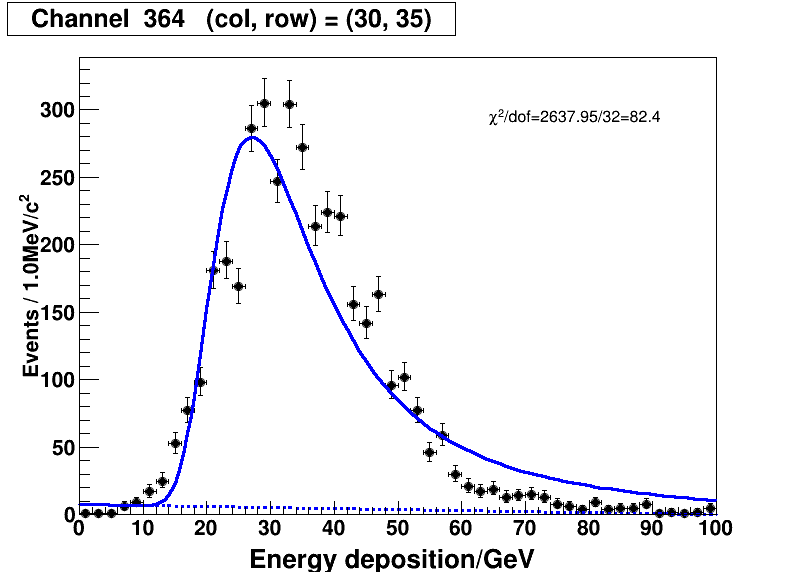 Channel  364   (col, row) = (30, 35)
χ²/dof=2637.95/32=82.4
Events / 1.0MeV/c²
300
250
200
150
100
50
0
0 10 20 30 40 50 60 70 80 90 100
Energy deposition/GeV